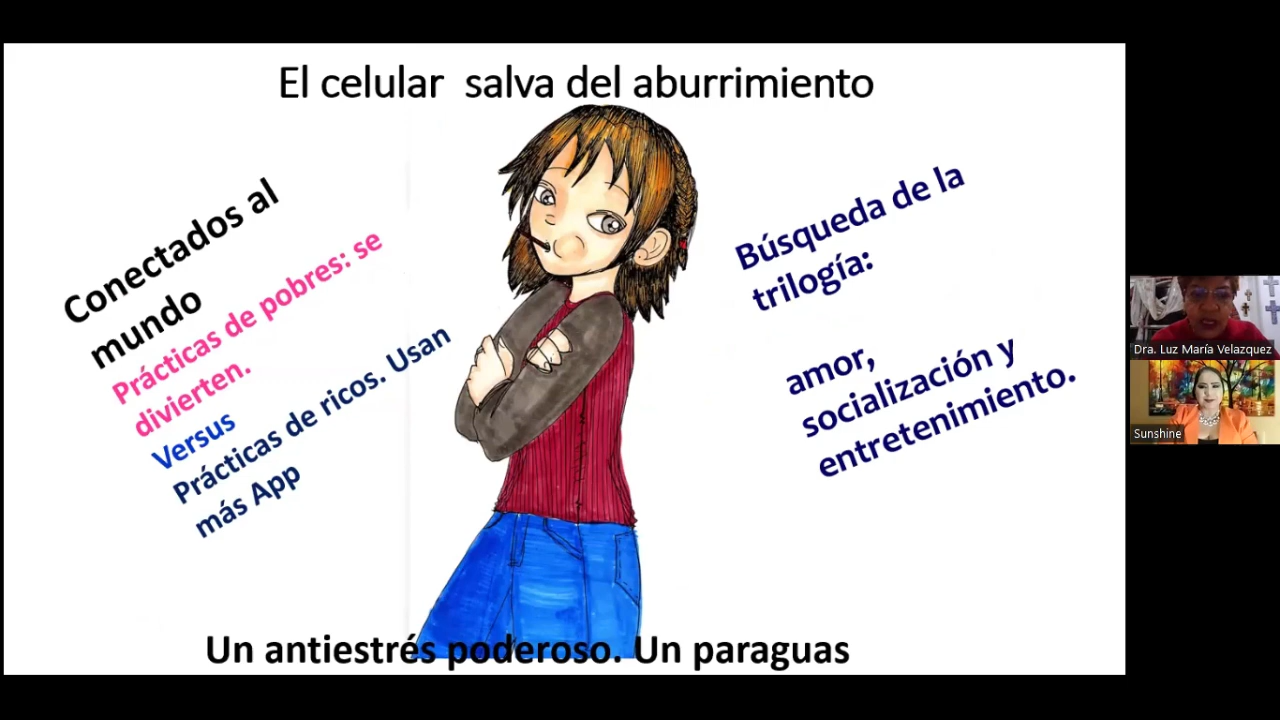 El celular salva del aburrimiento
Conectados al
mundo
Prácticas de pobres: se
divierten.
Versus
Prácticas de ricos. Usan
más App
Búsqueda de la
trilogía:
amor,
socialización y
entretenimiento.
Un antiestrés poderoso. Un paraguas
Dra. Luz María Velazquez
Sunshine